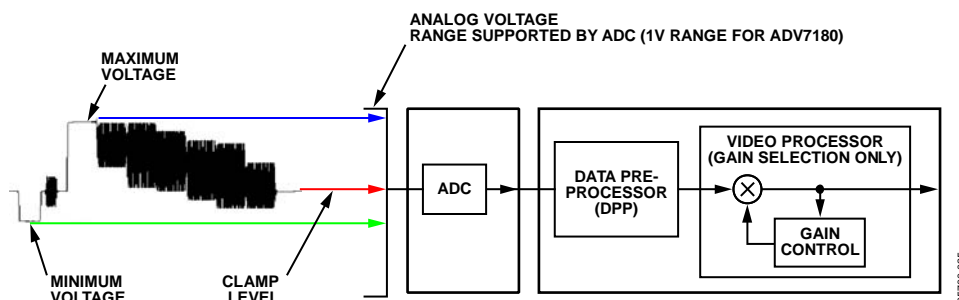 ANALOG VOLTAGE
RANGE SUPPORTED BY ADC (1V RANGE FOR ADV7180)
MAXIMUM
VOLTAGE
VIDEO PROCESSOR
(GAIN SELECTION ONLY)
DATA PRE-
PROCESSOR
(DPP)
ADC
GAIN
CONTROL
MINIMUM
VOLTAGE
CLAMP
LEVEL